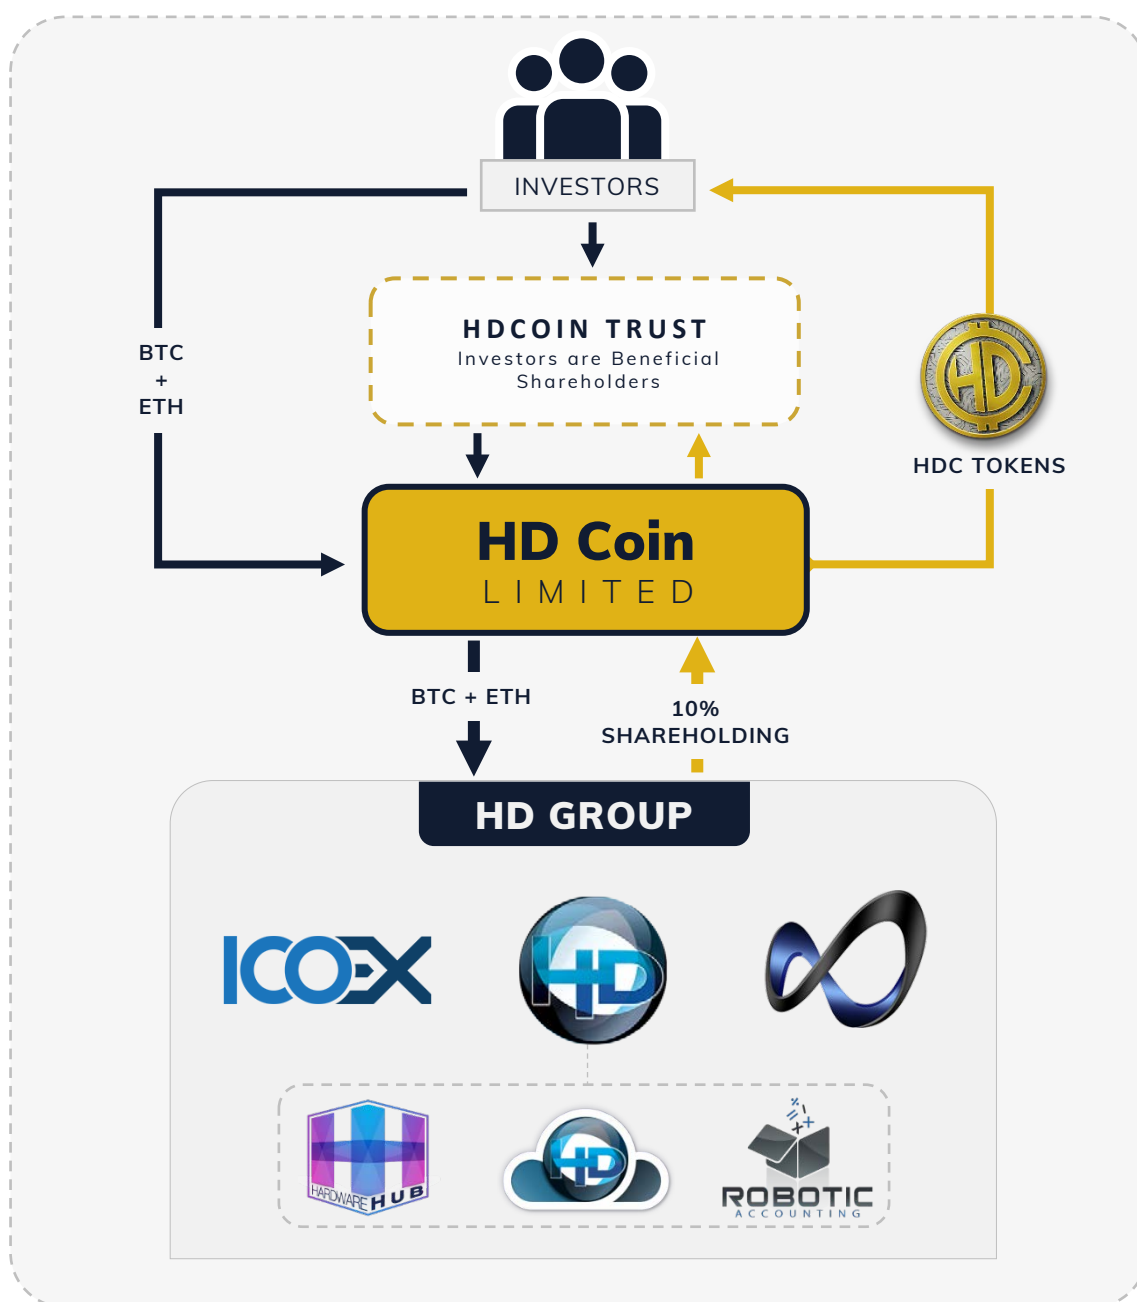 INVESTORS
BTC
+
ETH
HDCOIN TRUST
Investors are Beneficial
Shareholders
HD
HDC TOKENS
HD Coin
LIMITED
BTC + ETH
10%
SHAREHOLDING
HD GROUP
ICOEX
HD
H
HARDWARE HUB
HD
ROBOTIC
ACCOUNTING